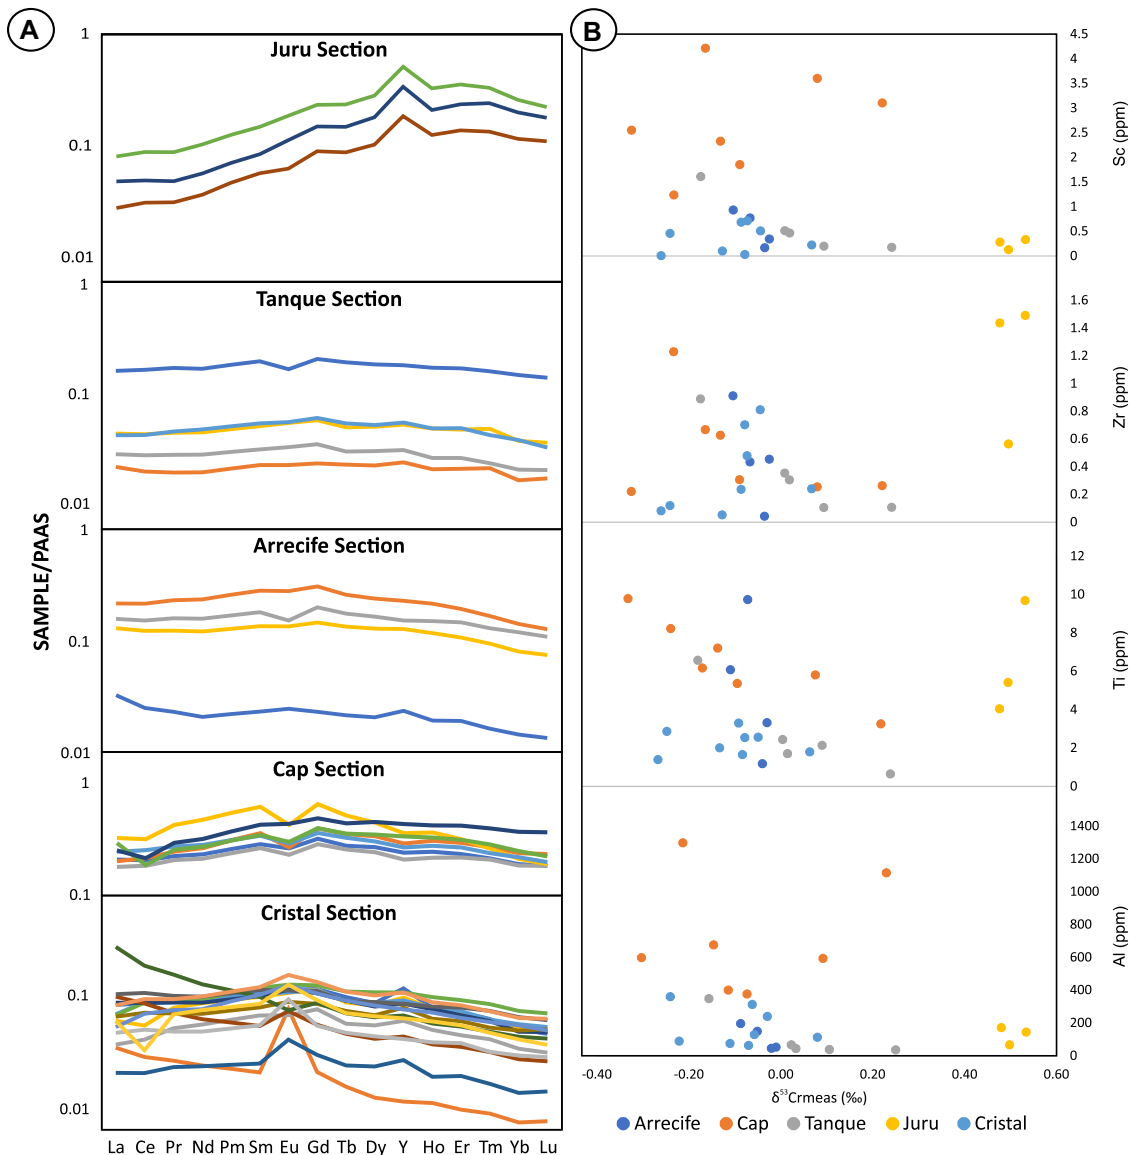 A
B
SAMPLE/PAAS
Juru Section
1
0.1
0.01
Tanque Section
1
0.1
0.01
Arrecife Section
1
0.1
0.01
Cap Section
1
0.1
Cristal Section
0.1
0.01
La Ce Pr Nd Pm Sm Eu Gd Tb Dy Y Ho Er Tm Yb Lu
4.5
4
3.5
3
2.5
2
1.5
1
0.5
0
Sc (ppm)
1.6
1.4
1.2
1
0.8
0.6
0.4
0.2
0
Zr (ppm)
12
10
8
6
4
2
0
Ti (ppm)
1400
1200
1000
800
600
400
200
0
Al (ppm)
-0.40 -0.20 0.00 0.20 0.40 0.60
δ⁵³Crmeas (‰)
Arrecife Cap Tanque Juru Cristal